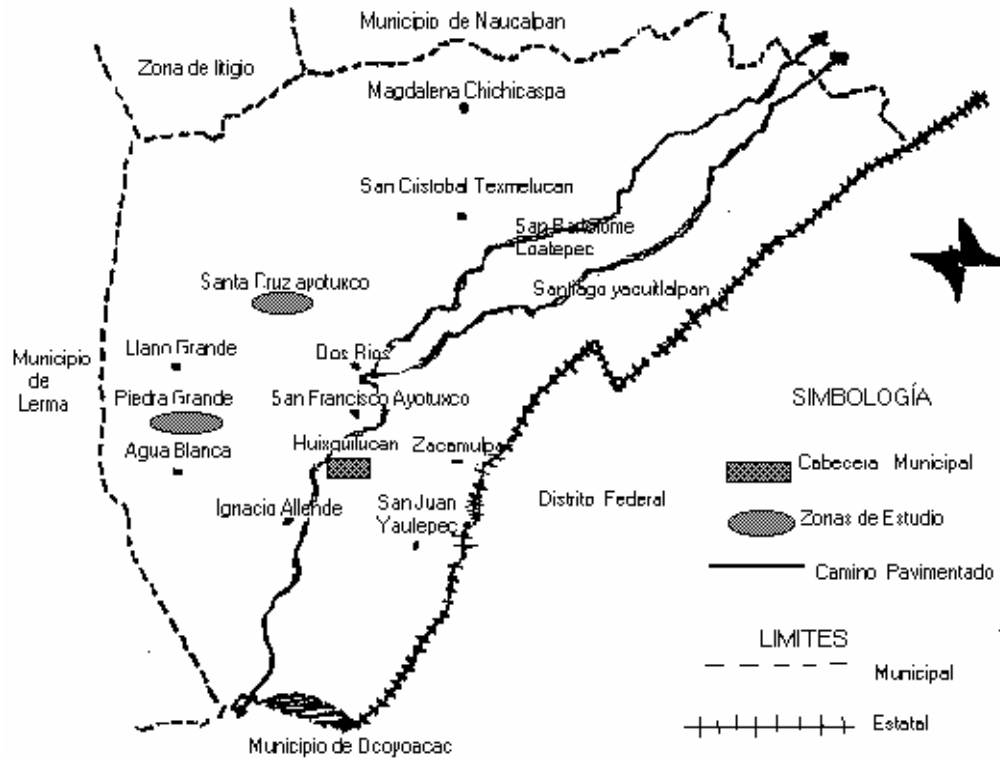 Municipio de Naucalpan
Zona de litigio
Magdalena Chichicaspa
San Cristobal Texmelucan
San Bartolome
Coatepec
Santa Cruz ayotuxco
Santiago yacuitlalpan
Municipio
de
Lerma
Llano Grande
Dos Rios
Piedra Grande
San Francisco Ayotuxco
SIMBOLOGÍA
Agua Blanca
Huixquilucan
Zacamulpa
Cabecera Municipal
Ignacio Allende
San Juan
Yautepec
Distrito Federal
Zonas de Estudio
Camino Pavimentado
LIMITES
Municipal
Estatal
Municipio de Ocoyoacac